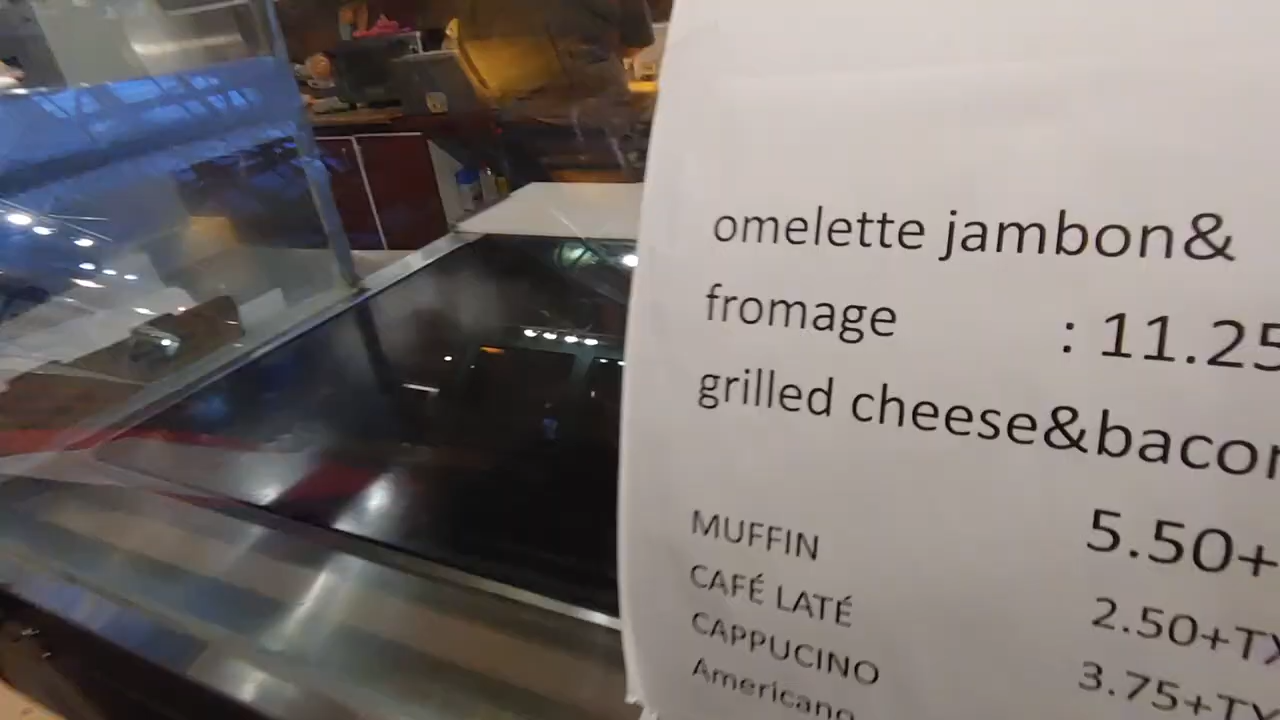 omelette jambon&
fromage : 11.25
grilled cheese&bacon
5.50+
MUFFIN 2.50+TX
CAFÉ LATÉ 3.75+TX
CAPPUCINO
Americano